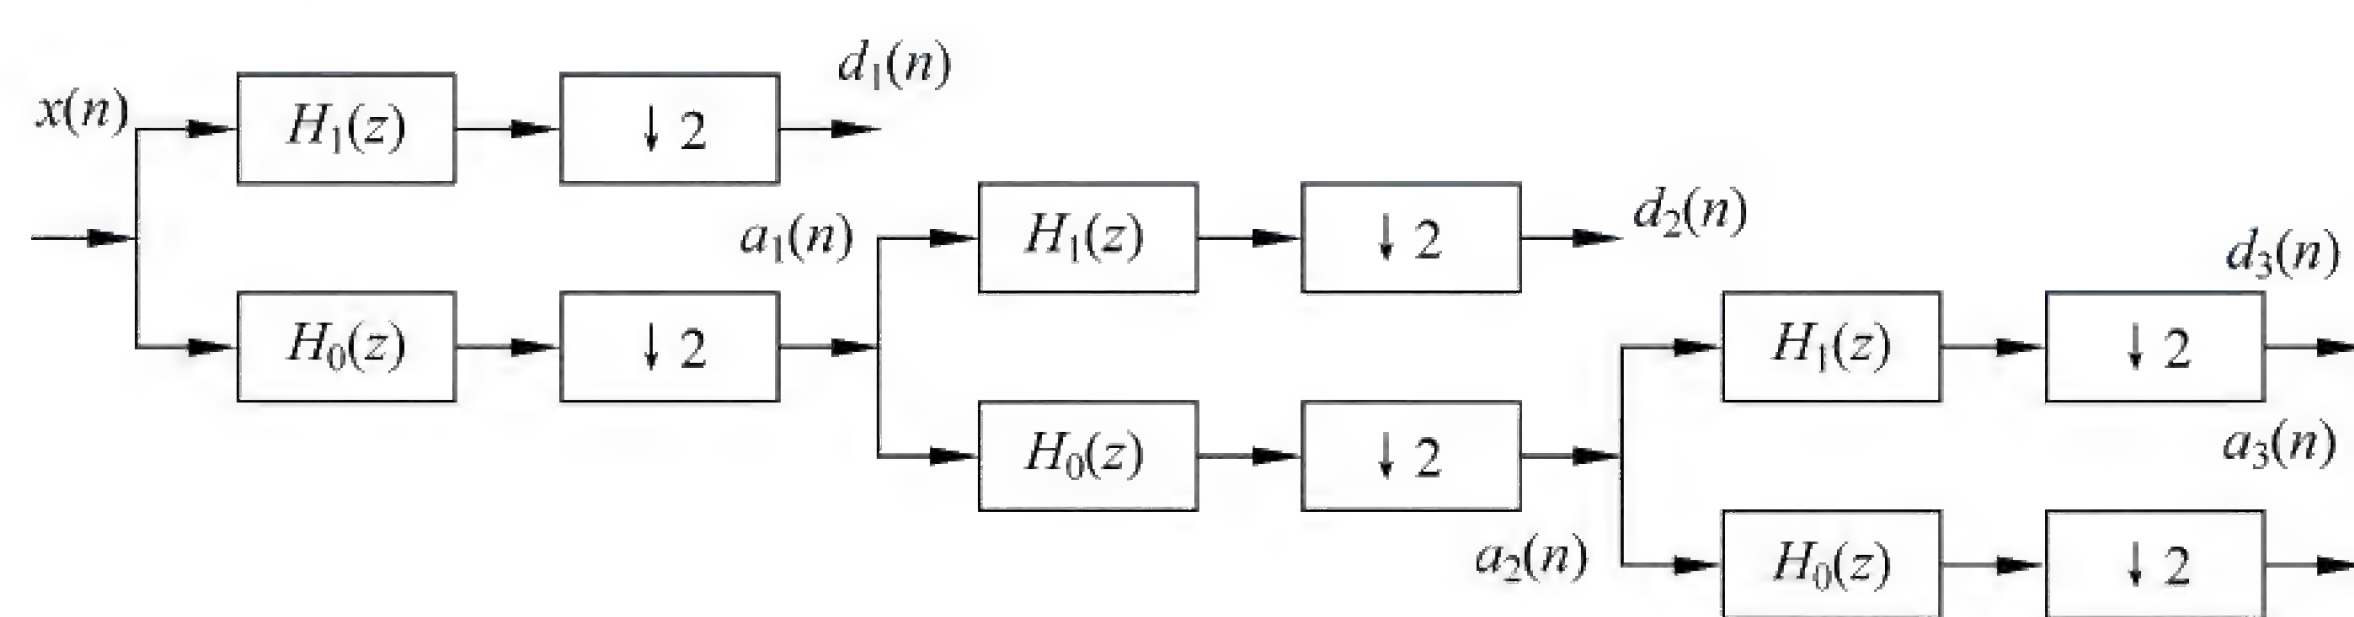 x(n)
H₁(z)
↓ 2
d₁(n)
H₀(z)
↓ 2
a₁(n)
H₁(z)
↓ 2
d₂(n)
H₀(z)
↓ 2
a₂(n)
H₁(z)
↓ 2
d₃(n)
H₀(z)
↓ 2
a₃(n)